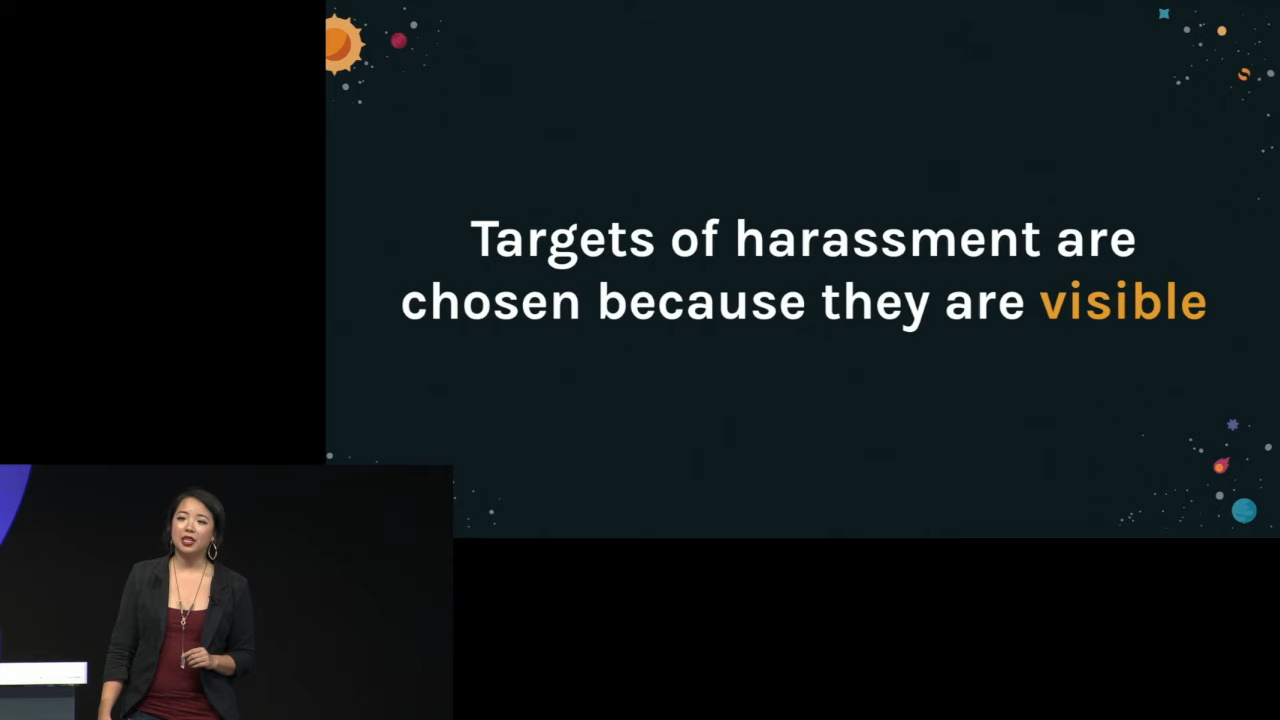 Targets of harassment are
chosen because they are visible